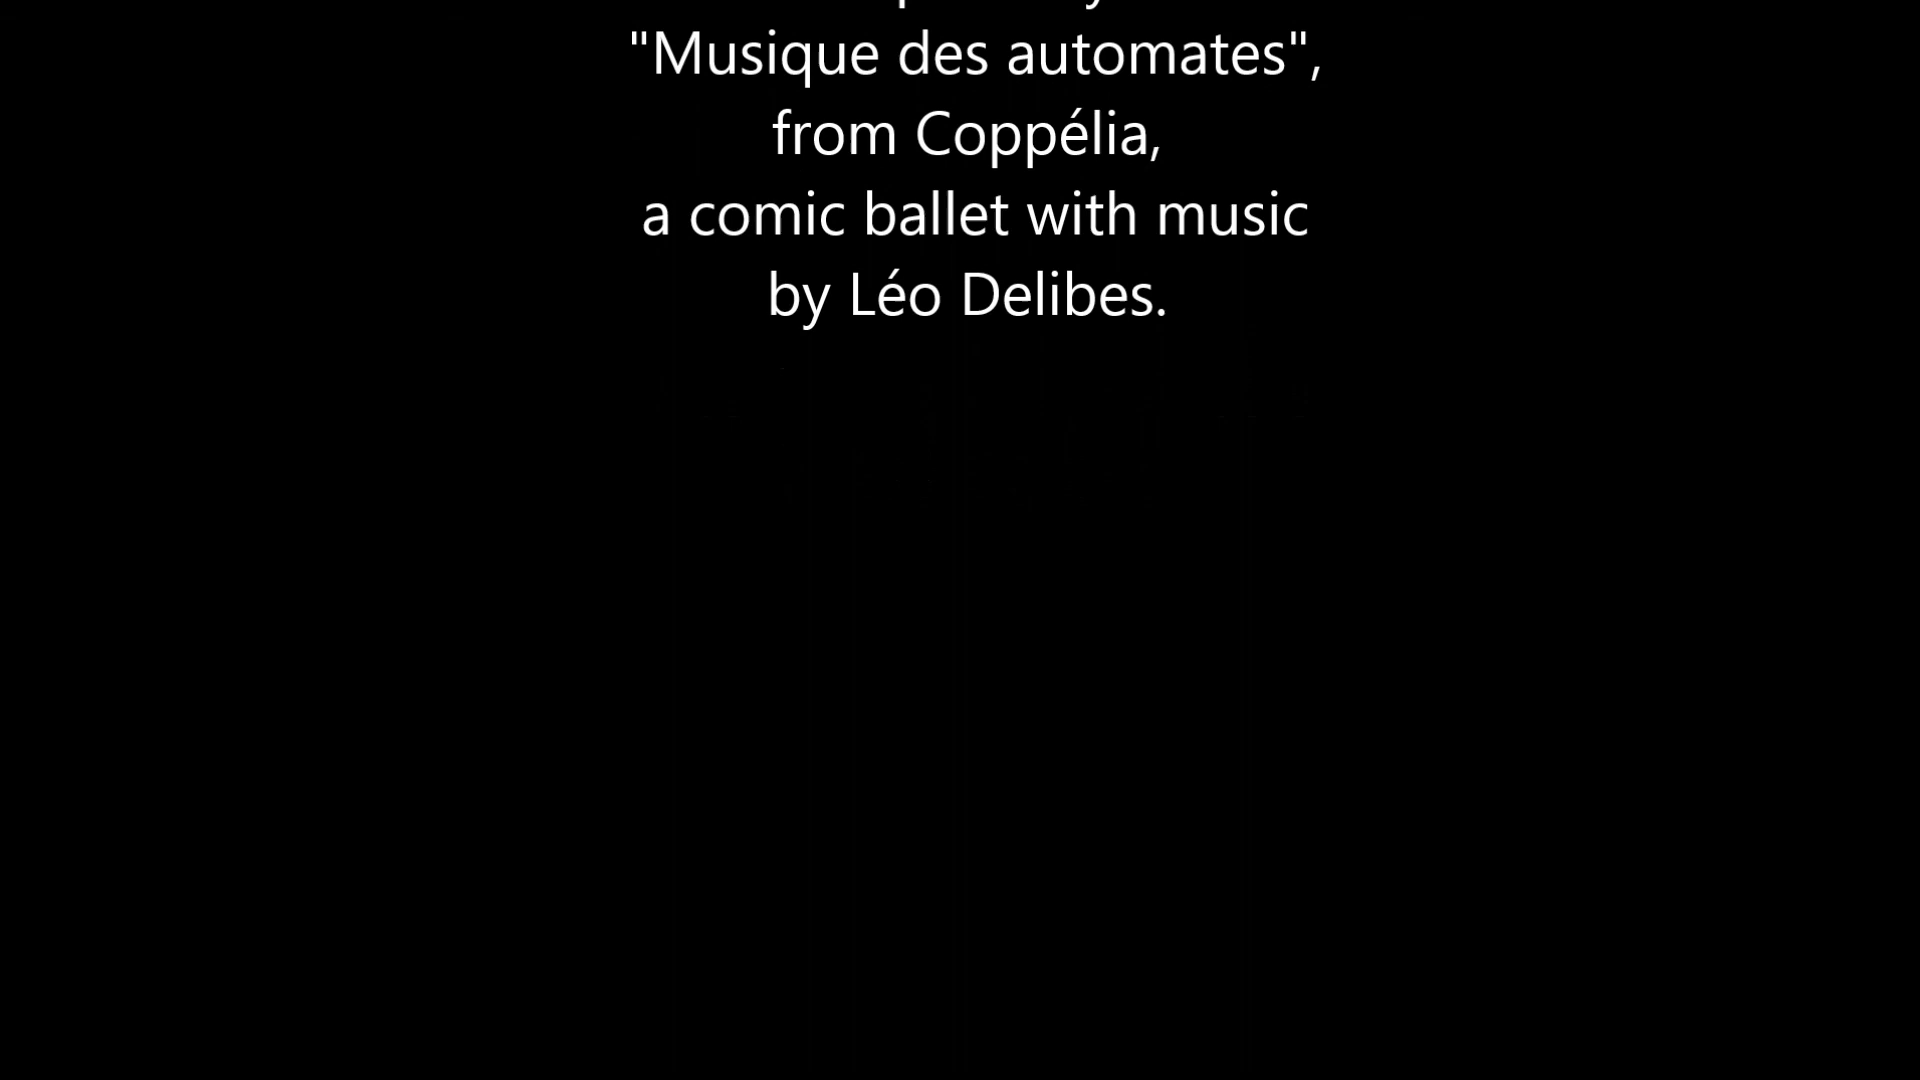 "Musique des automates",
from Coppélia,
a comic ballet with music
by Léo Delibes.